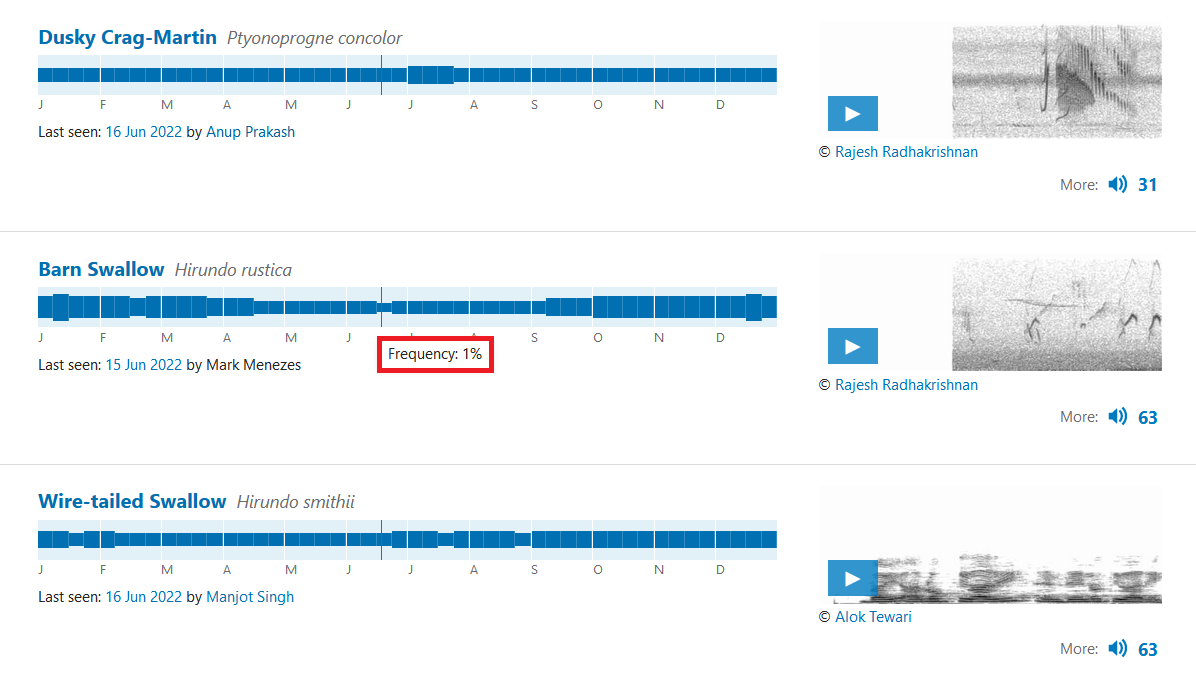 Dusky Crag-Martin Ptyonoprogne concolor
J F M A M J J A S O N D
Last seen: 16 Jun 2022 by Anup Prakash
© Rajesh Radhakrishnan
More: 31
Barn Swallow Hirundo rustica
J F M A M J J A S O N D
Frequency: 1%
Last seen: 15 Jun 2022 by Mark Menezes
© Rajesh Radhakrishnan
More: 63
Wire-tailed Swallow Hirundo smithii
J F M A M J J A S O N D
Last seen: 16 Jun 2022 by Manjot Singh
© Alok Tewari
More: 63